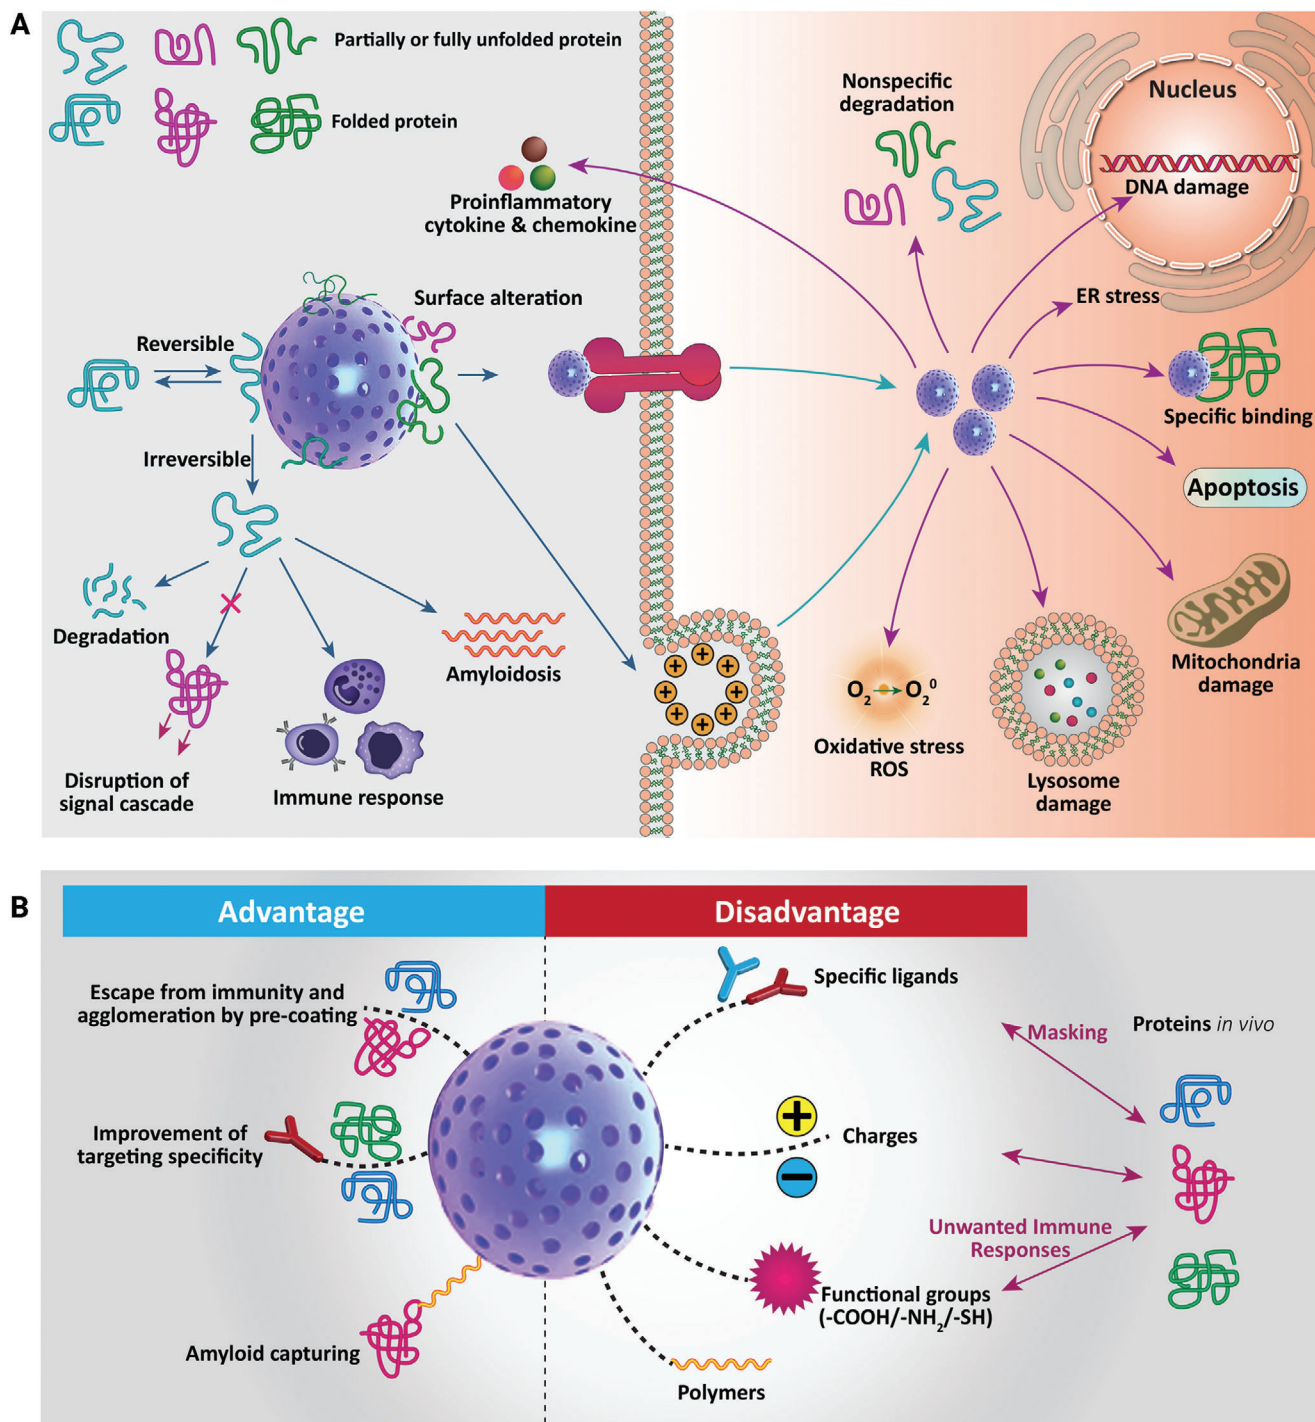 A
Partially or fully unfolded protein
Folded protein
Nonspecific
degradation
Nucleus
DNA damage
Proinflammatory
cytokine & chemokine
ER stress
Surface alteration
Reversible
Specific binding
Irreversible
Apoptosis
Degradation
Amyloidosis
+
+
+
+
+
+
+
+
Mitochondria
damage
O₂ → O₂⁰
Oxidative stress
ROS
Lysosome
damage
Disruption of
signal cascade
Immune response
B
Advantage
Disadvantage
Escape from immunity and
agglomeration by pre-coating
Specific ligands
Masking
Proteins in vivo
+
Charges
−
Improvement of
targeting specificity
Unwanted Immune
Responses
Functional groups
(-COOH/-NH₂/-SH)
Amyloid capturing
Polymers